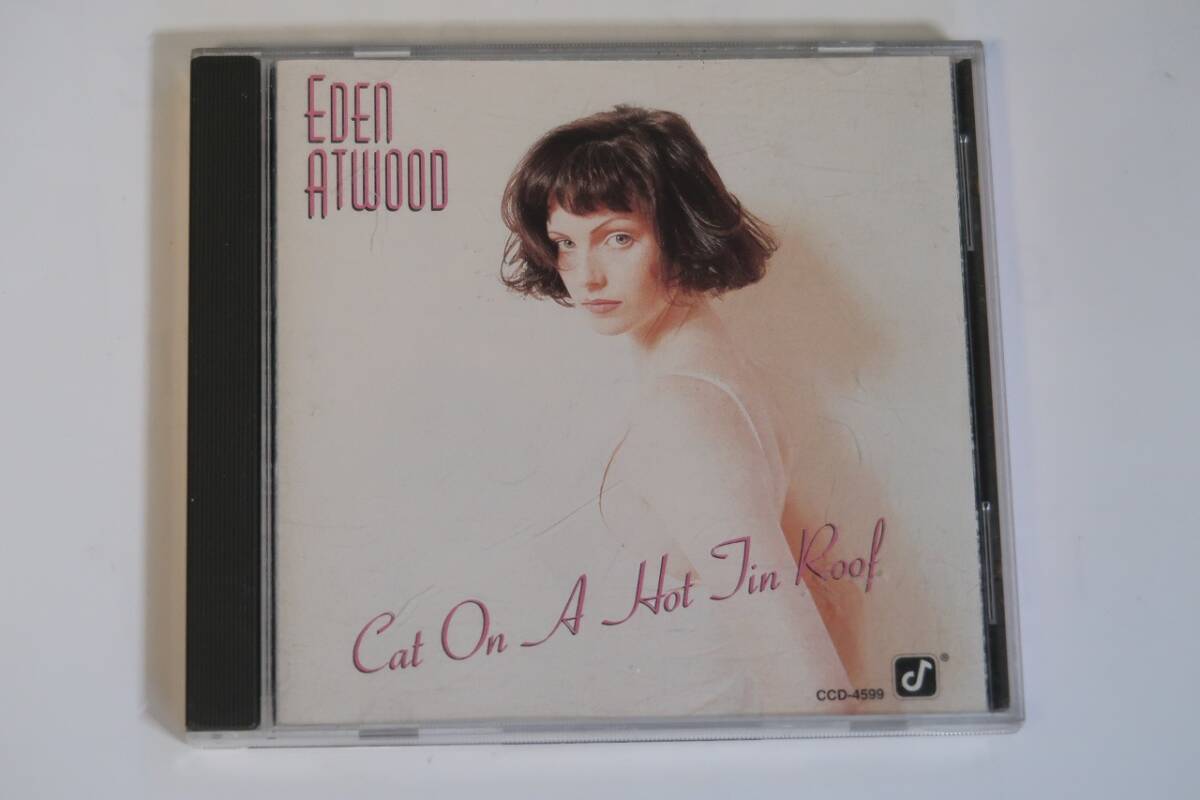 EDEN
ATWOOD
Cat On A Hot Tin Roof
CCD-4599
®